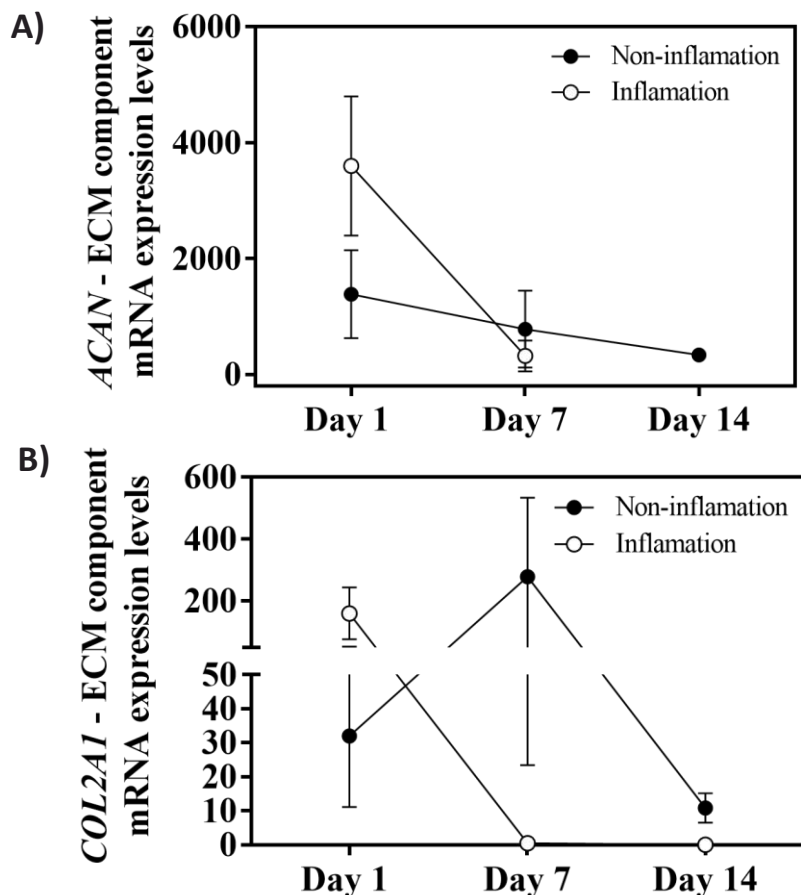 A)
ACAN - ECM component
mRNA expression levels
6000
4000
2000
0
Non-inflamation
Inflamation
Day 1 Day 7 Day 14
B)
COL2A1 - ECM component
mRNA expression levels
600
400
200
50
40
30
20
10
0
Non-inflamation
Inflamation
Day 1 Day 7 Day 14